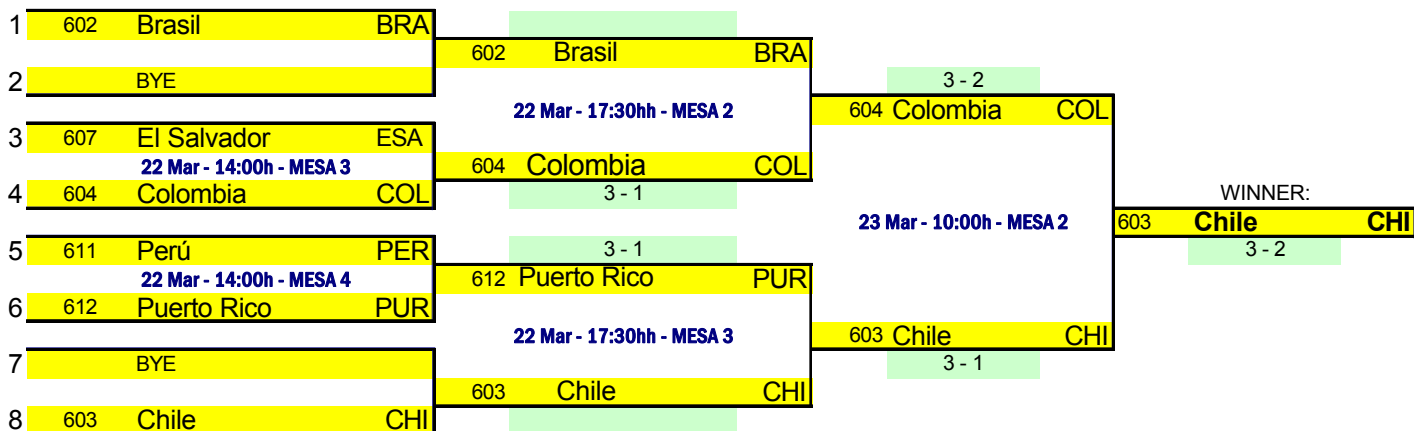 1 602 Brasil BRA
602 Brasil BRA
2 BYE
3 - 2
22 Mar - 17:30hh - MESA 2
604 Colombia COL
3 607 El Salvador ESA
22 Mar - 14:00h - MESA 3
604 Colombia COL
4 604 Colombia COL
3 - 1
WINNER:
23 Mar - 10:00h - MESA 2
603 Chile CHI
5 611 Perú PER
3 - 1
3 - 2
22 Mar - 14:00h - MESA 4
612 Puerto Rico PUR
6 612 Puerto Rico PUR
22 Mar - 17:30hh - MESA 3
603 Chile CHI
7 BYE
3 - 1
603 Chile CHI
8 603 Chile CHI